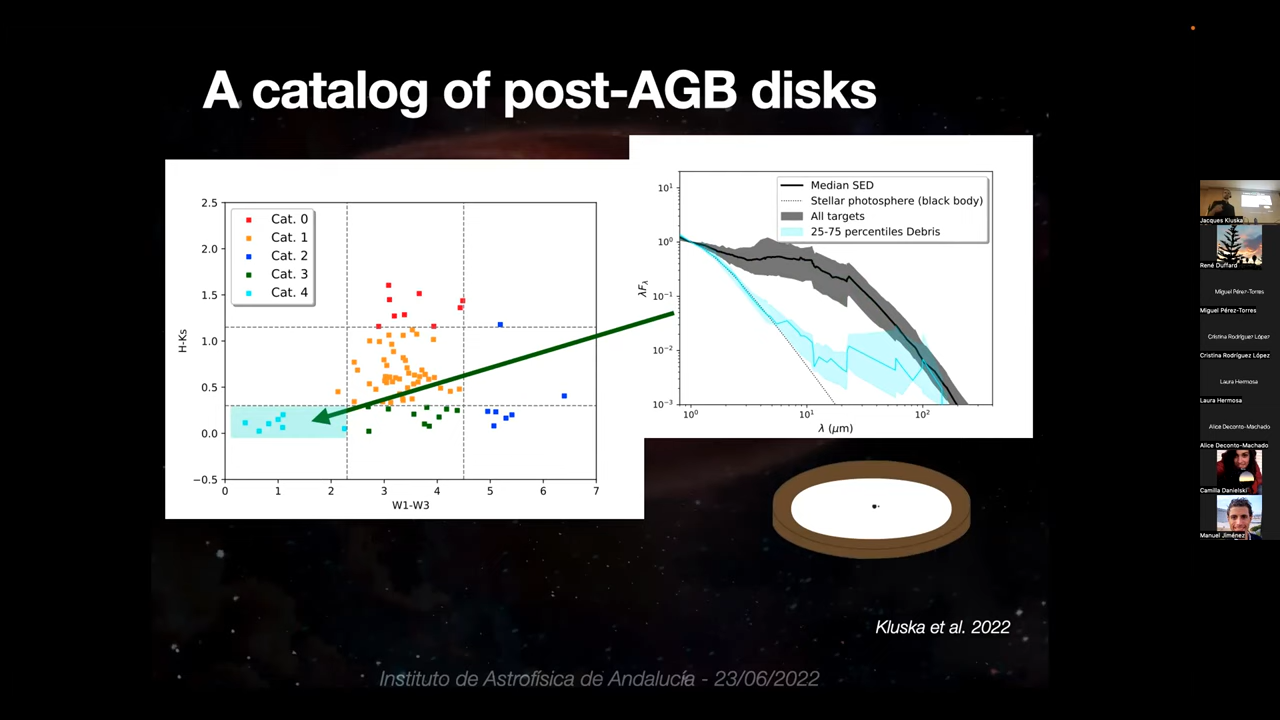 A catalog of post-AGB disks
2.5
2.0
1.5
1.0
0.5
0.0
−0.5
H-Ks
Cat. 0
Cat. 1
Cat. 2
Cat. 3
Cat. 4
0 1 2 3 4 5 6 7
W1-W3
10¹
10⁰
10⁻¹
10⁻²
10⁻³
λFλ
Median SED
Stellar photosphere (black body)
All targets
25-75 percentiles Debris
10⁰ 10¹ 10²
λ (μm)
Kluska et al. 2022
Instituto de Astrofísica de Andalucía - 23/06/2022
Jacques Kluska
René Duffard
Miguel Pérez-Torres
Miguel Pérez-Torres
Cristina Rodríguez López
Cristina Rodríguez López
Laura Hermosa
Laura Hermosa
Alice Deconto-Machado
Alice Deconto-Machado
Camilla Danielski
Manuel Jiménez